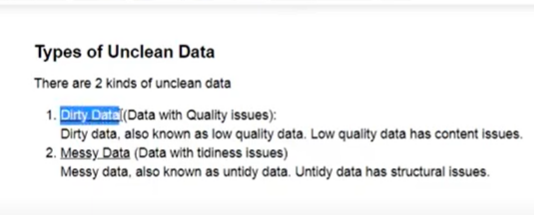 Types of Unclean Data
There are 2 kinds of unclean data
1. Dirty Data (Data with Quality issues):
Dirty data, also known as low quality data. Low quality data has content issues.
2. Messy Data (Data with tidiness issues)
Messy data, also known as untidy data. Untidy data has structural issues.